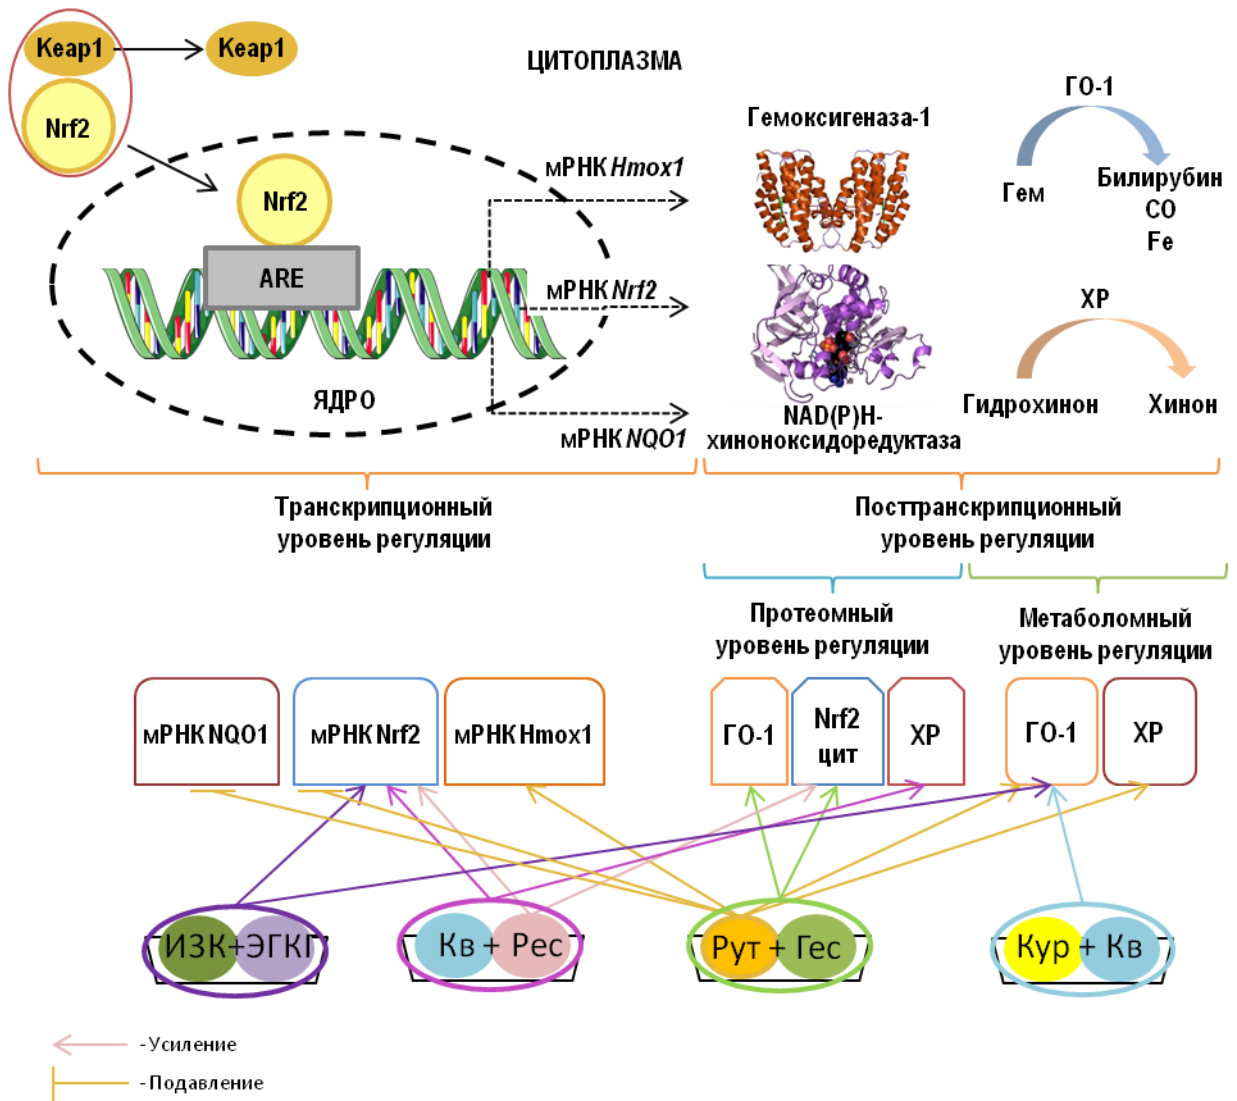 Keap1
Keap1
ЦИТОПЛАЗМА
Nrf2
ГО-1
Гемоксигеназа-1
мРНК Hmox1
Гем
Билирубин
СО
Fe
Nrf2
ARE
мРНК Nrf2
ХР
ЯДРО
Гидрохинон
Хинон
NAD(P)H-
хиноноксидоредуктаза
мРНК NQO1
Транскрипционный
уровень регуляции
Посттранскрипционный
уровень регуляции
Протеомный
уровень регуляции
Метаболомный
уровень регуляции
мРНК NQO1
мРНК Nrf2
мРНК Hmox1
ГО-1
Nrf2
цит
ХР
ГО-1
ХР
ИЗК+ЭГКГ
Кв + Рес
Рут + Гес
Кур + Кв
- Усиление
- Подавление